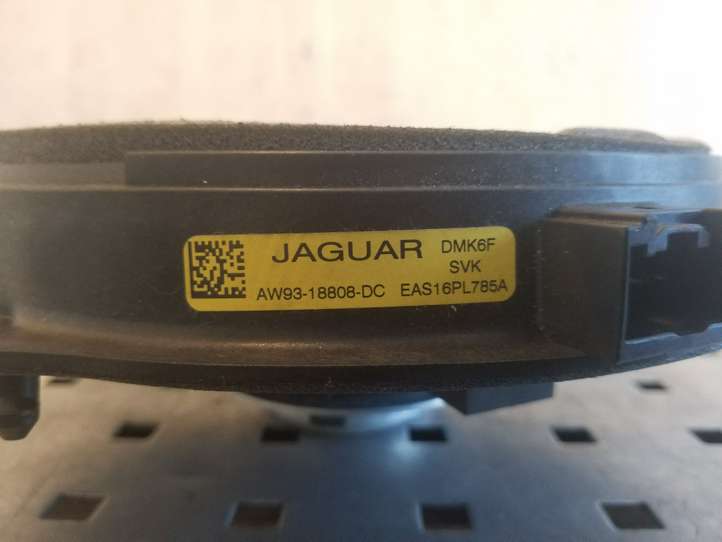 JAGUAR DMK6F
SVK
AW93-18808-DC EAS16PL785A